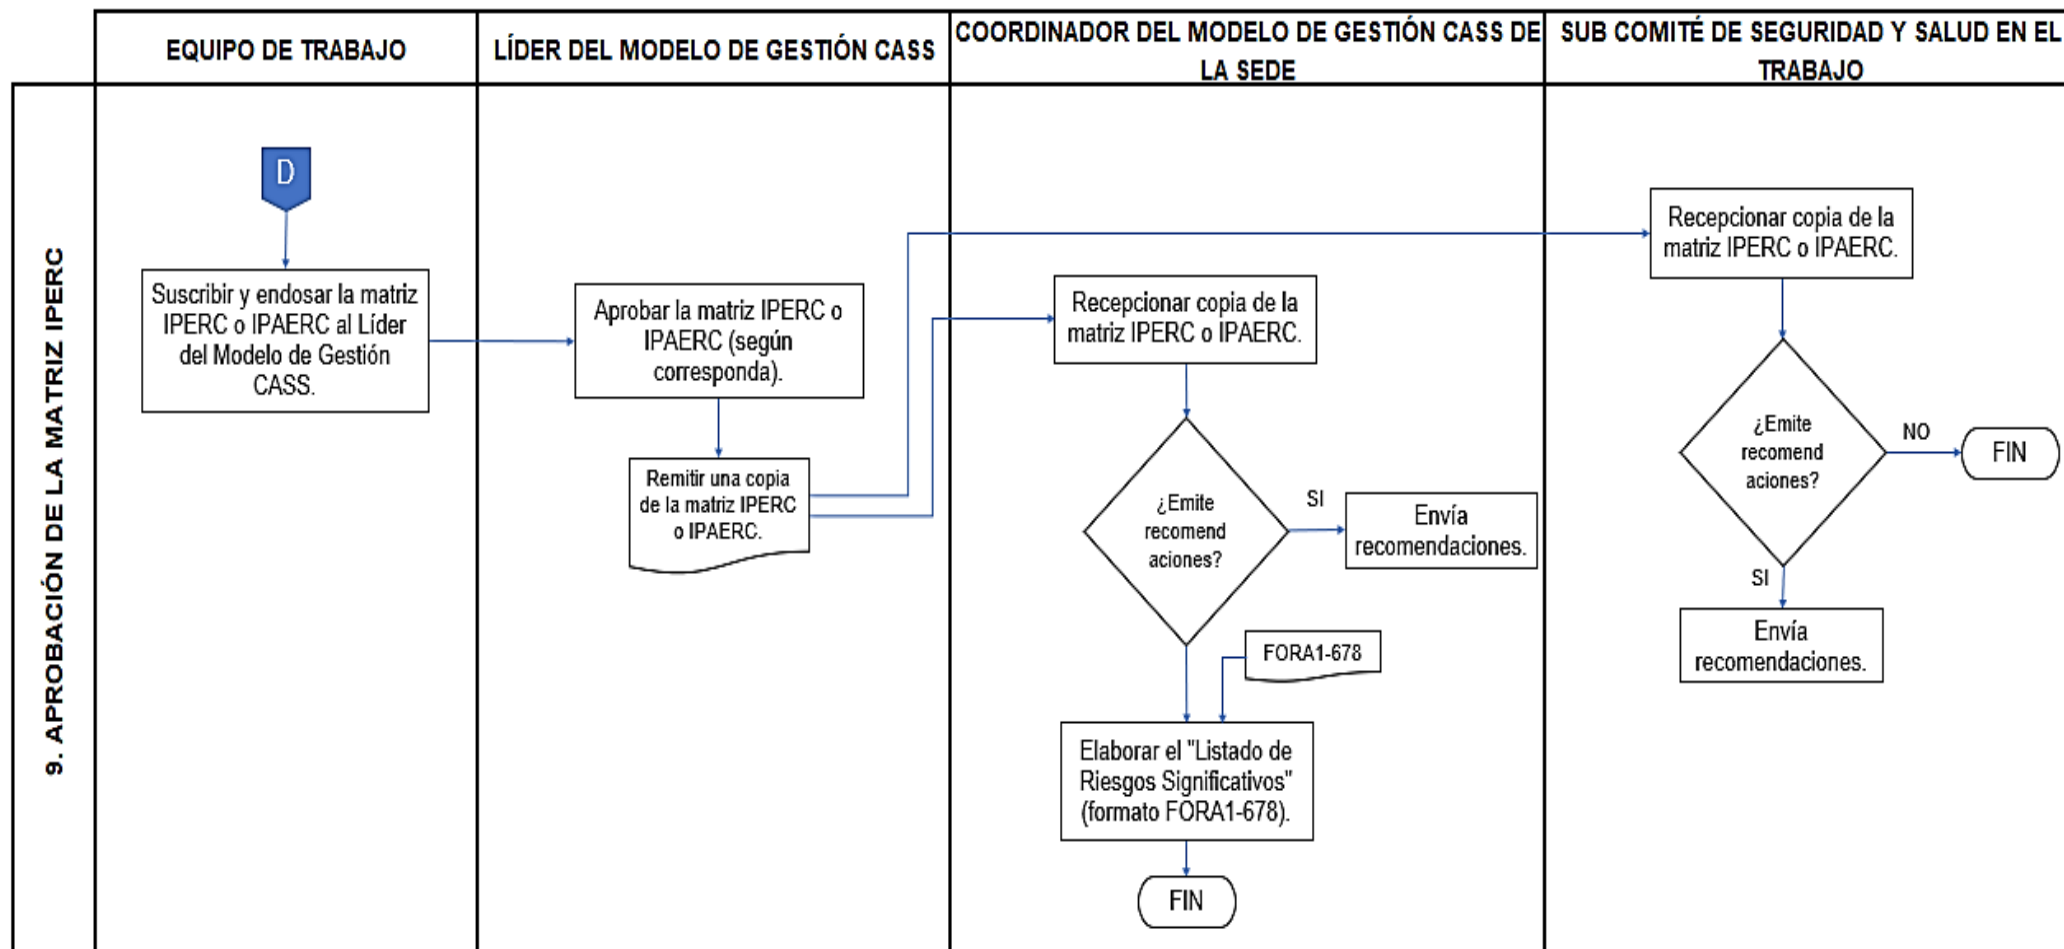 EQUIPO DE TRABAJO
LÍDER DEL MODELO DE GESTIÓN CASS
COORDINADOR DEL MODELO DE GESTIÓN CASS DE
LA SEDE
SUB COMITÉ DE SEGURIDAD Y SALUD EN EL
TRABAJO
9. APROBACIÓN DE LA MATRIZ IPERC
D
Suscribir y endosar la matriz
IPERC o IPAERC al Líder
del Modelo de Gestión
CASS.
Aprobar la matriz IPERC o
IPAERC (según
corresponda).
Remitir una copia
de la matriz IPERC
o IPAERC.
Recepcionar copia de la
matriz IPERC o IPAERC.
¿Emite
recomend
aciones?
SI
Envía
recomendaciones.
FORA1-678
Elaborar el "Listado de
Riesgos Significativos"
(formato FORA1-678).
FIN
Recepcionar copia de la
matriz IPERC o IPAERC.
¿Emite
recomend
aciones?
NO
FIN
SI
Envía
recomendaciones.